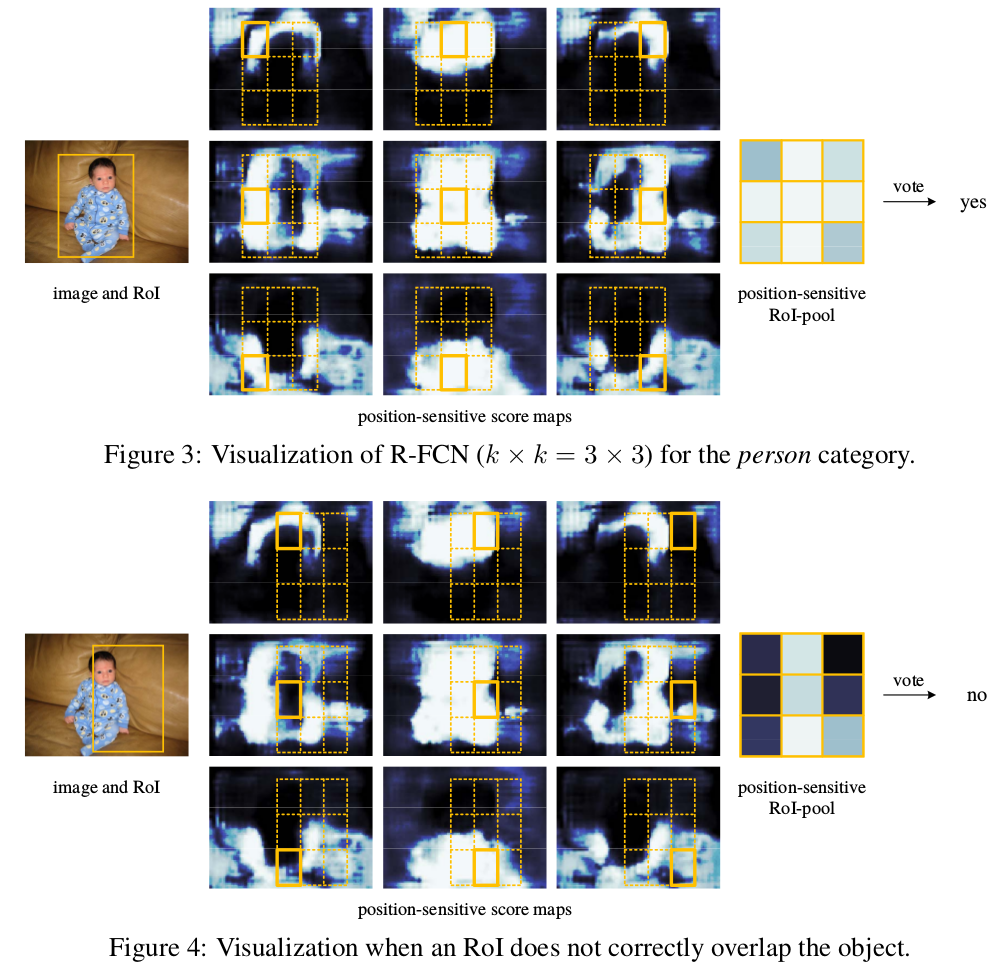 image and RoI
position-sensitive score maps
position-sensitive
RoI-pool
vote
yes
Figure 3: Visualization of R-FCN (k × k = 3 × 3) for the person category.
image and RoI
position-sensitive score maps
position-sensitive
RoI-pool
vote
no
Figure 4: Visualization when an RoI does not correctly overlap the object.